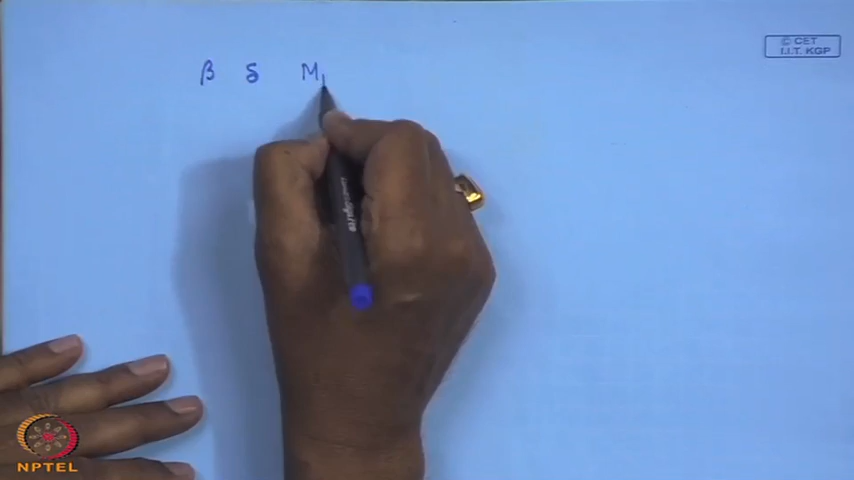 © CET
I.I.T. KGP
β δ M₁
NPTEL